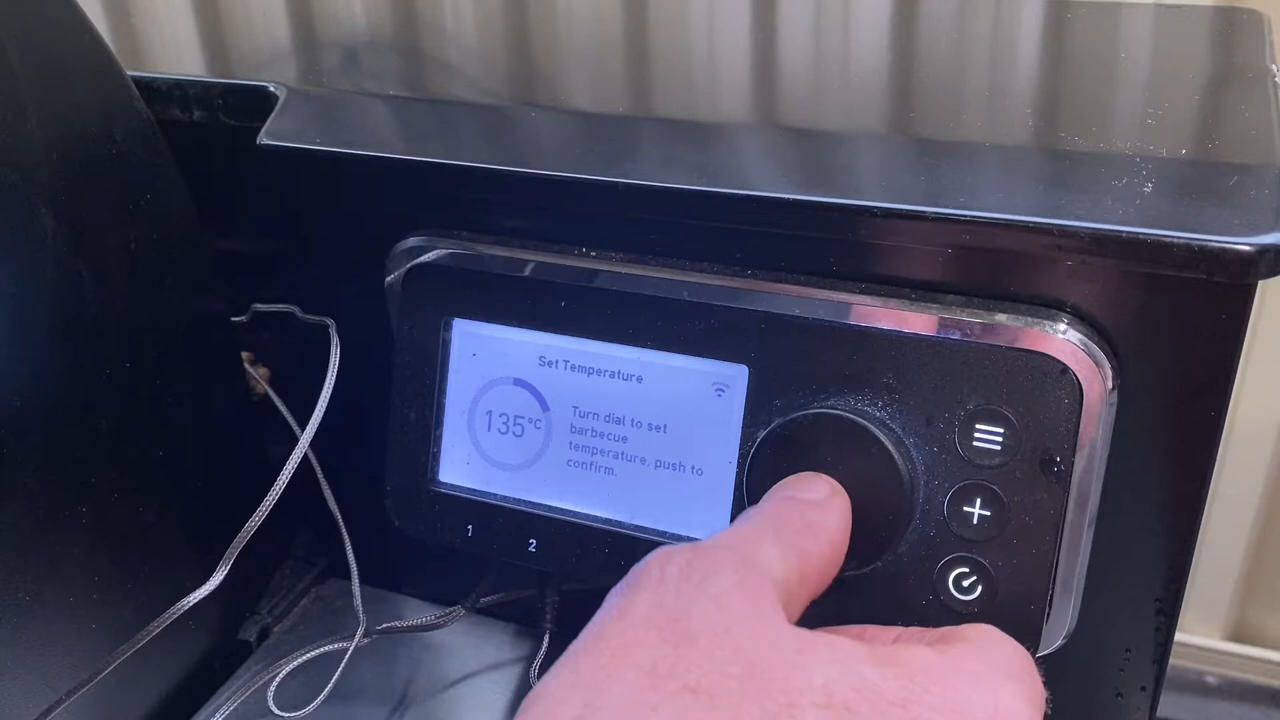 Set Temperature
135°C
Turn dial to set
barbecue
temperature, push to
confirm.
1 2